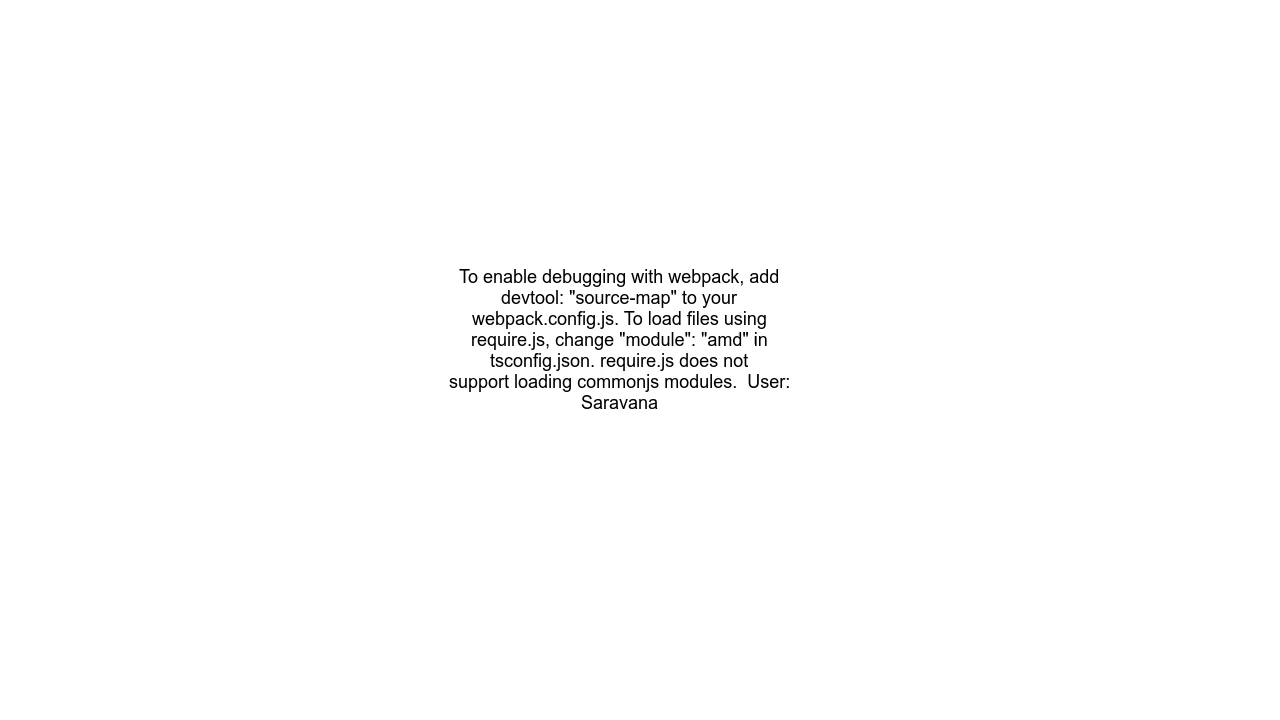 To enable debugging with webpack, add
devtool: "source-map" to your
webpack.config.js. To load files using
require.js, change "module": "amd" in
tsconfig.json. require.js does not
support loading commonjs modules.  User:
Saravana